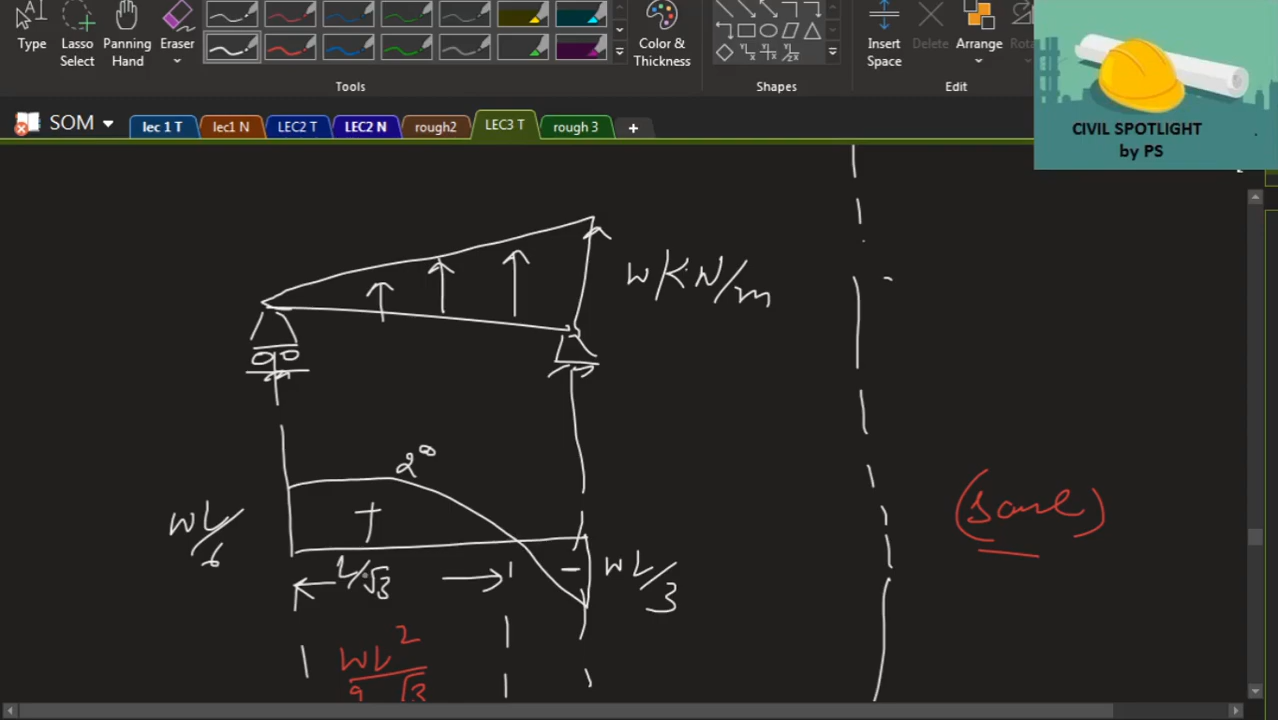 Type
Lasso
Select
Panning
Hand
Eraser
Color &
Thickness
Insert
Space
Delete
Arrange
Tools
Shapes
Edit
CIVIL SPOTLIGHT
by PS
SOM
lec 1 T
lec1 N
LEC2 T
LEC2 N
rough2
LEC3 T
rough 3
W KN/m
2°
WL/6
+
L/√3
-
WL/3
WL²
9√3
(Same)